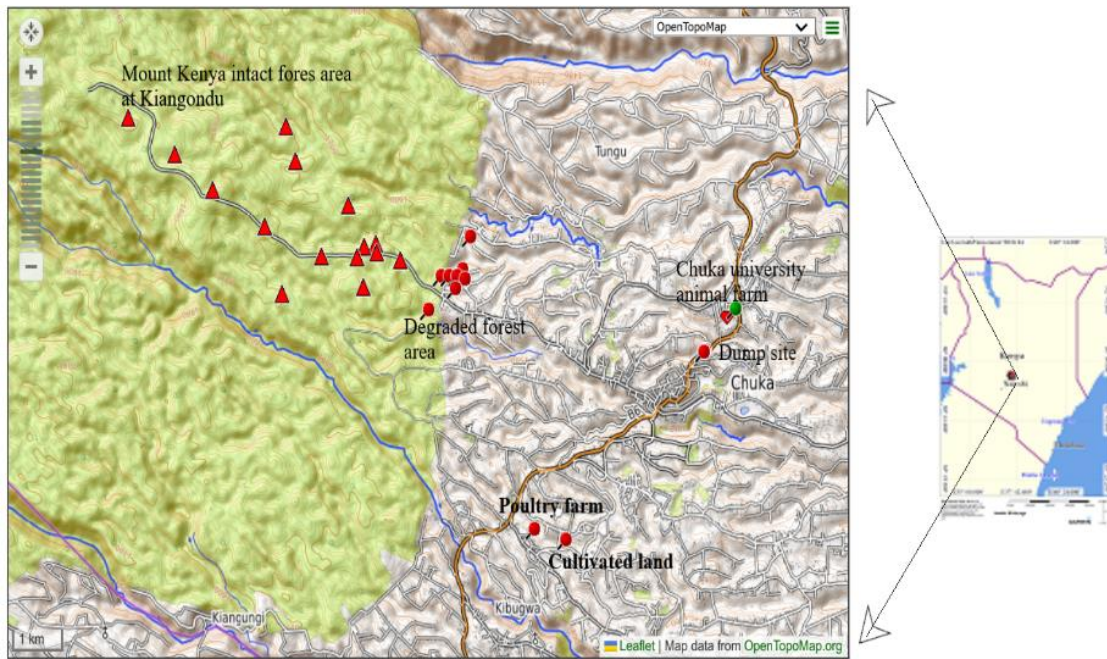 OpenTopoMap
Mount Kenya intact fores area
at Kiangondu
Tungu
Chuka university
animal farm
Degraded forest
area
Dump site
Chuka
B6
Poultry farm
Cultivated land
Kibugwa
Kiangungi
1 km
Leaflet | Map data from OpenTopoMap.org
Kenya
Nairobi